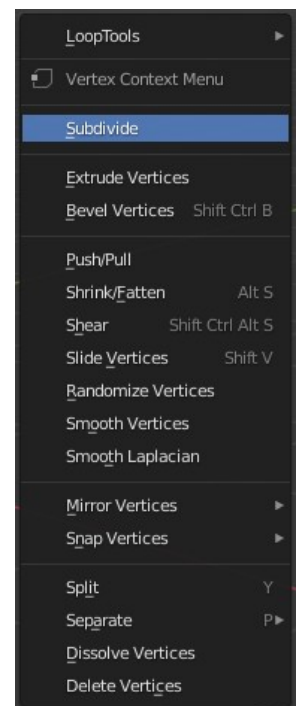 LoopTools
Vertex Context Menu
Subdivide
Extrude Vertices
Bevel Vertices Shift Ctrl B
Push/Pull
Shrink/Fatten Alt S
Shear Shift Ctrl Alt S
Slide Vertices Shift V
Randomize Vertices
Smooth Vertices
Smooth Laplacian
Mirror Vertices
Snap Vertices
Split Y
Separate P
Dissolve Vertices
Delete Vertices